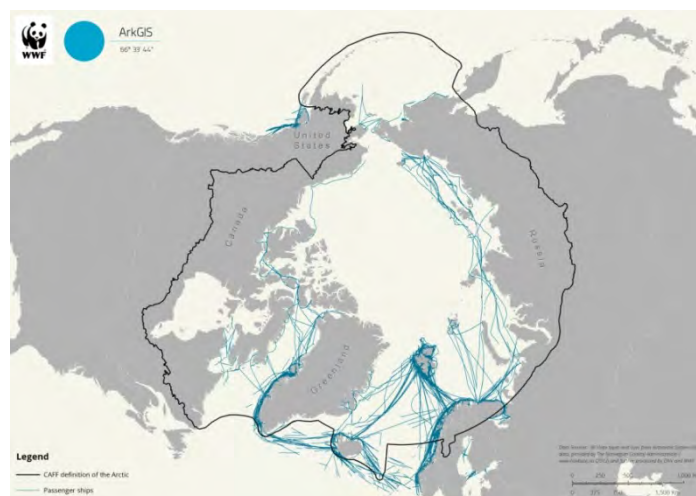 WWF
ArkGIS
66° 33' 44"
United
States
Canada
Russia
Greenland
Legend
CAFF definition of the Arctic
Passenger ships